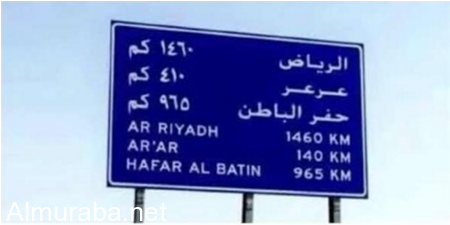 الرياض ١٤٦٠ كم
عرعر ٤١٠ كم
حفر الباطن ٩٦٥ كم
AR RIYADH 1460 KM
AR'AR 140 KM
HAFAR AL BATIN 965 KM
Almuraba.net